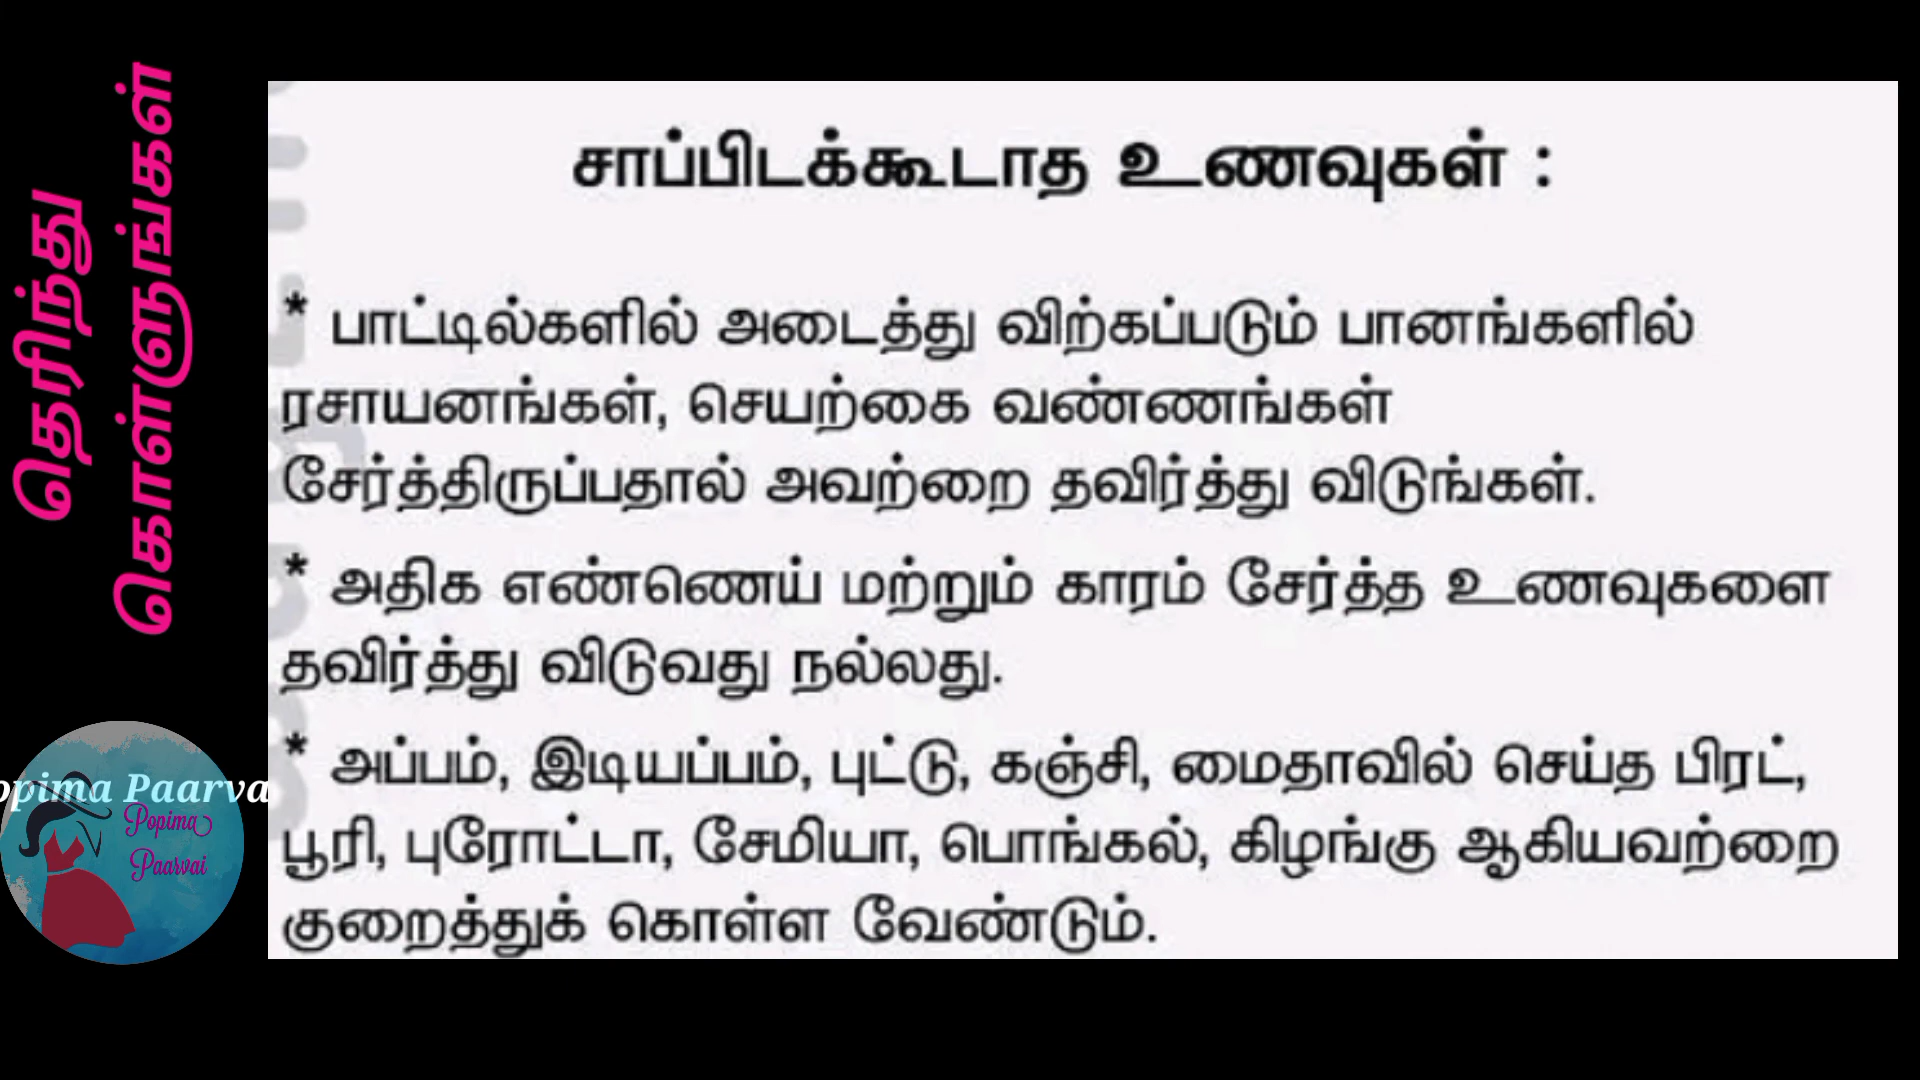 தெரிந்து
கொள்ளுங்கள்
சாப்பிடக்கூடாத உணவுகள் :
* பாட்டில்களில் அடைத்து விற்கப்படும் பானங்களில்
ரசாயனங்கள், செயற்கை வண்ணங்கள்
சேர்த்திருப்பதால் அவற்றை தவிர்த்து விடுங்கள்.
* அதிக எண்ணெய் மற்றும் காரம் சேர்த்த உணவுகளை
தவிர்த்து விடுவது நல்லது.
* அப்பம், இடியப்பம், புட்டு, கஞ்சி, மைதாவில் செய்த பிரட்,
பூரி, புரோட்டா, சேமியா, பொங்கல், கிழங்கு ஆகியவற்றை
குறைத்துக் கொள்ள வேண்டும்.
opima Paarva
Popima
Paarvai